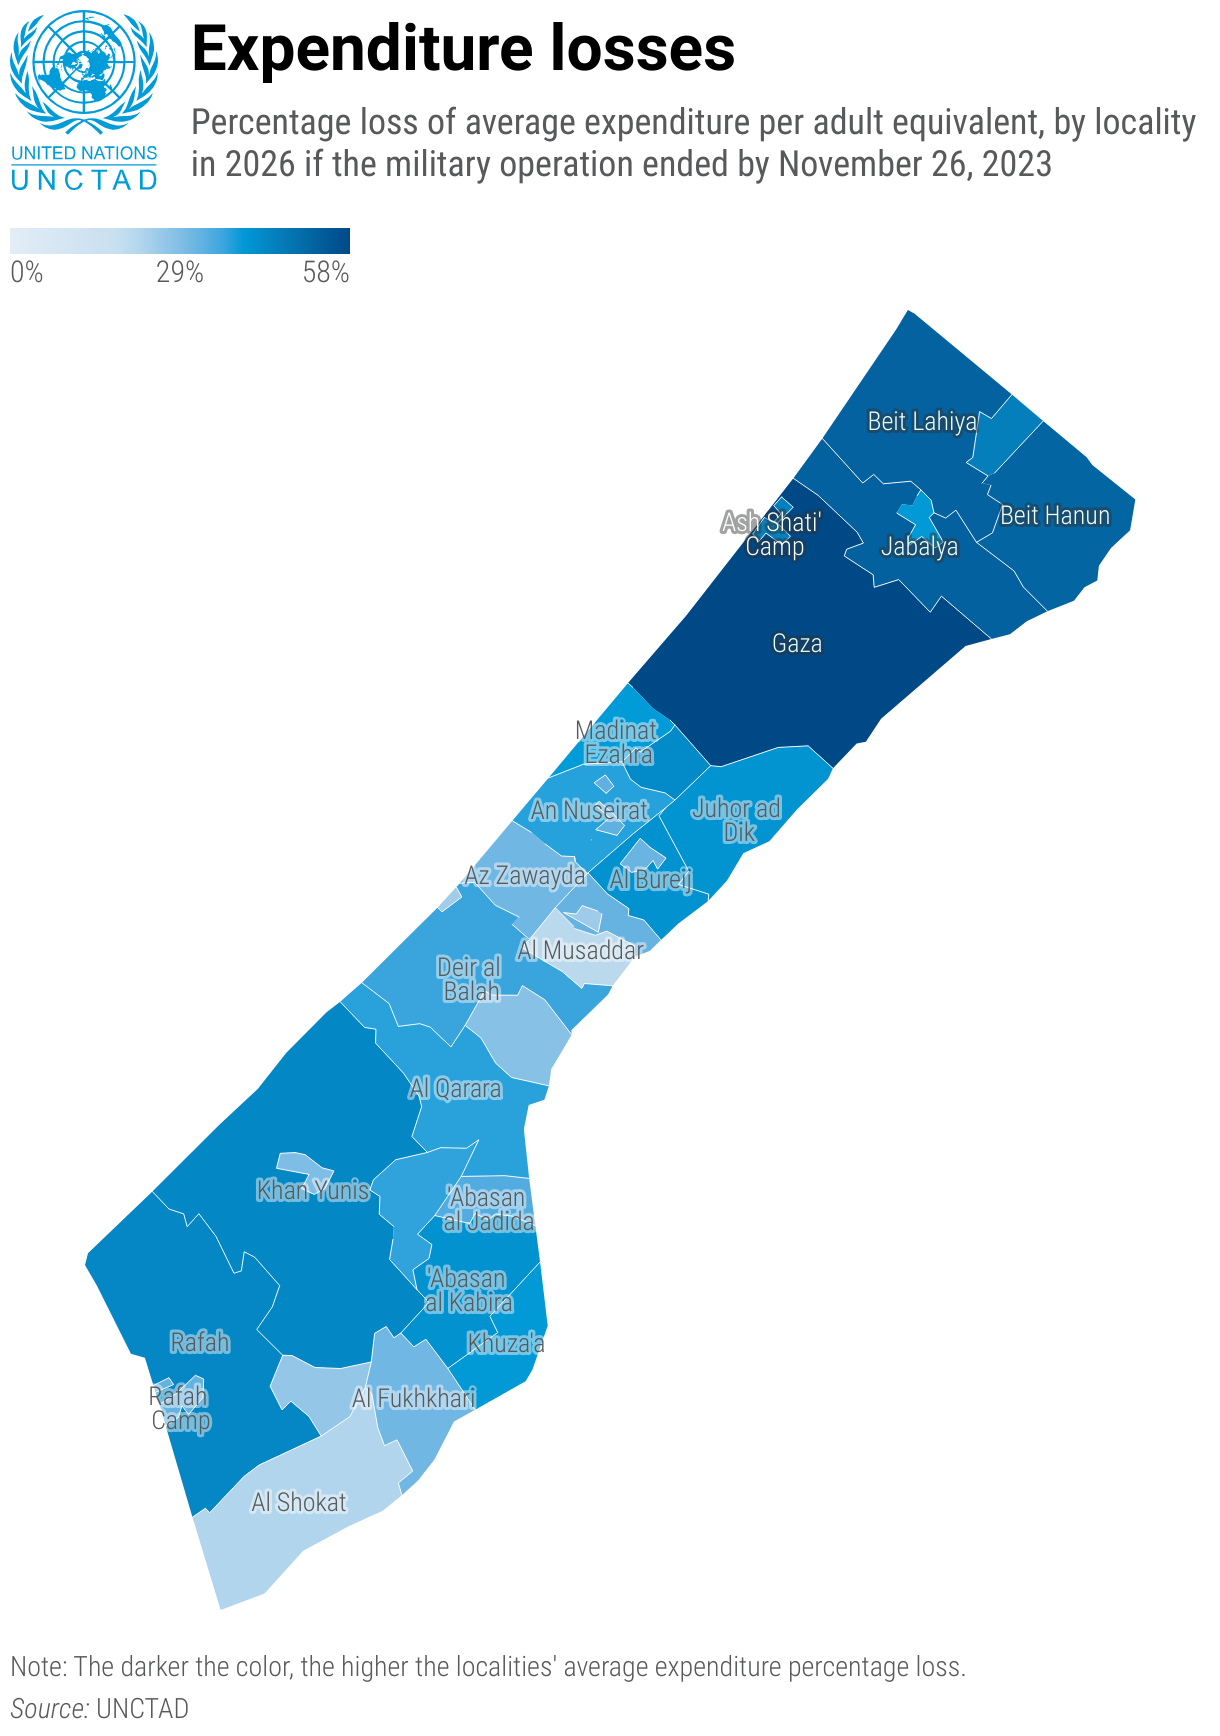 UNITED NATIONS
UNCTAD
Expenditure losses
Percentage loss of average expenditure per adult equivalent, by locality
in 2026 if the military operation ended by November 26, 2023
0% 29% 58%
Beit Lahiya
Beit Hanun
Ash Shati'
Camp
Jabalya
Gaza
Madinat
Ezahra
An Nuseirat
Juhor ad
Dik
Az Zawayda
Al Bureij
Al Musaddar
Deir al
Balah
Al Qarara
Khan Yunis
'Abasan
al Jadida
'Abasan
al Kabira
Khuza'a
Rafah
Rafah
Camp
Al Fukhkhari
Al Shokat
Note: The darker the color, the higher the localities' average expenditure percentage loss.
Source: UNCTAD